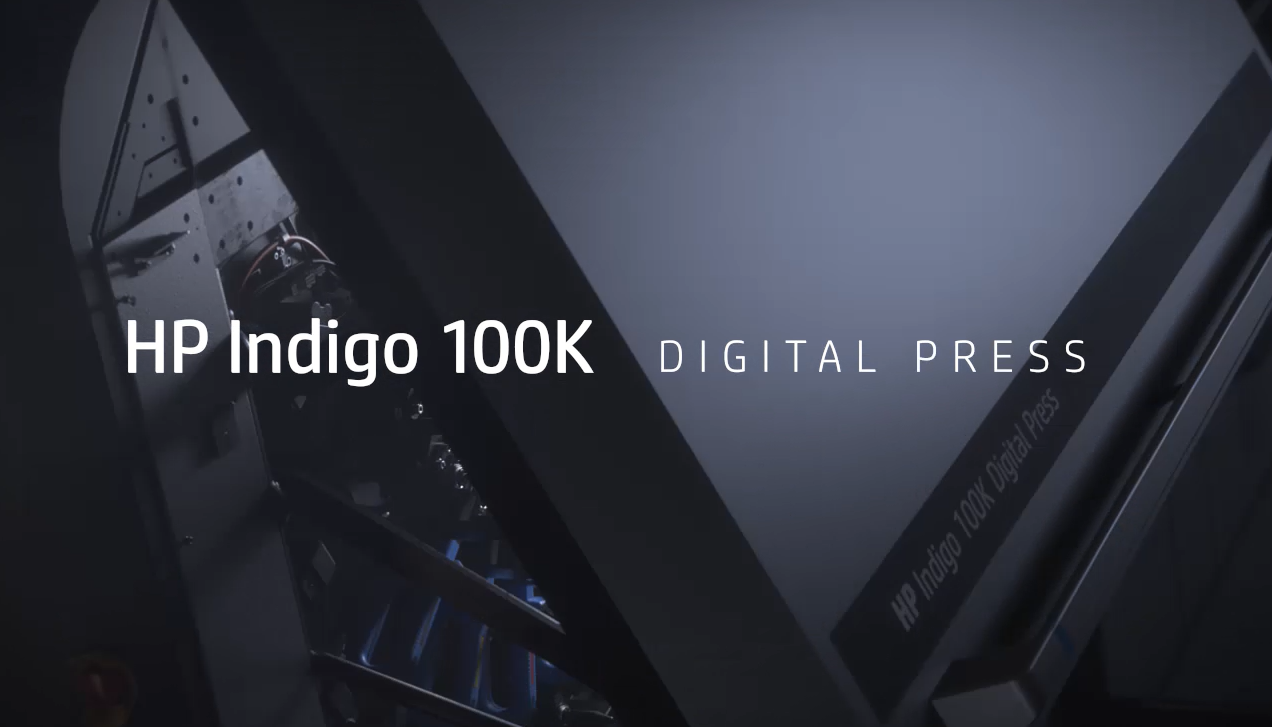 HP Indigo 100K DIGITAL PRESS
HP Indigo 100K Digital Press